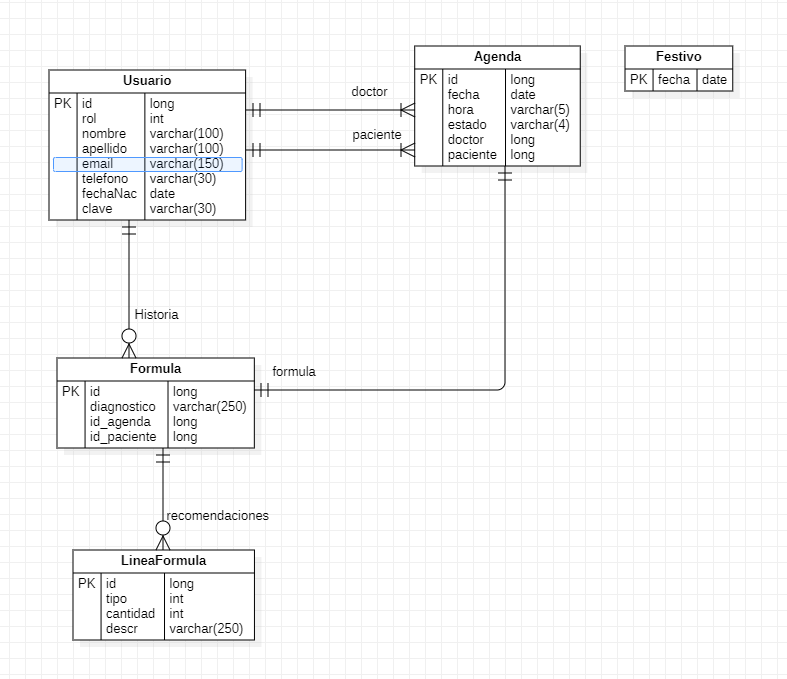 Usuario
PK id long
rol int
nombre varchar(100)
apellido varchar(100)
email varchar(150)
telefono varchar(30)
fechaNac date
clave varchar(30)
doctor
paciente
Agenda
PK id long
fecha date
hora varchar(5)
estado varchar(4)
doctor long
paciente long
Festivo
PK fecha date
Historia
Formula
PK id long
diagnostico varchar(250)
id_agenda long
id_paciente long
formula
recomendaciones
LineaFormula
PK id long
tipo int
cantidad int
descr varchar(250)